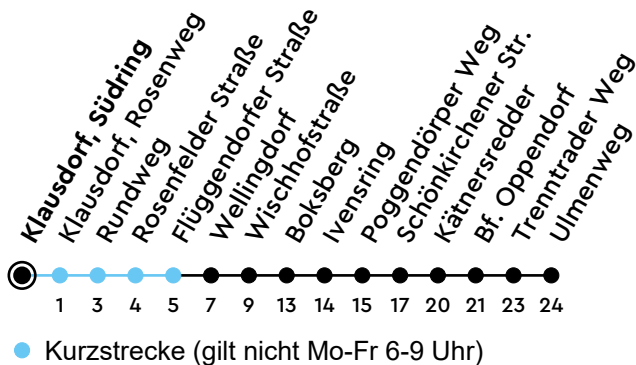 Klausdorf, Südring
Klausdorf, Rosenweg
Rundweg
Rosenfelder Straße
Flüggendorfer Straße
Wellingdorf
Wischhofstraße
Boksberg
Ivensring
Poggendörper Weg
Schönkirchener Str.
Kätnersredder
Bf. Oppendorf
Trenntrader Weg
Ulmenweg
1 3 4 5 7 9 13 14 15 17 20 21 23 24
Kurzstrecke (gilt nicht Mo-Fr 6-9 Uhr)